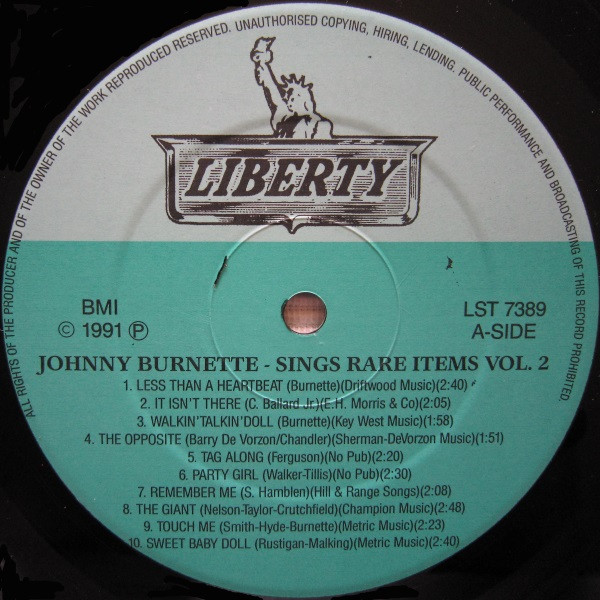 ALL RIGHTS OF THE PRODUCER AND OF THE OWNER OF THE WORK REPRODUCED RESERVED. UNAUTHORISED COPYING, HIRING, LENDING. PUBLIC PERFORMANCE AND BROADCASTING OF THIS RECORD PROHIBITED.
LIBERTY
BMI
© 1991 ℗
LST 7389
A-SIDE
JOHNNY BURNETTE - SINGS RARE ITEMS VOL. 2
1. LESS THAN A HEARTBEAT (Burnette)(Driftwood Music)(2:40)
2. IT ISN'T THERE (C. Ballard Jr.)(E.H. Morris & Co)(2:05)
3. WALKIN'TALKIN'DOLL (Burnette)(Key West Music)(1:58)
4. THE OPPOSITE (Barry De Vorzon/Chandler)(Sherman-DeVorzon Music)(1:51)
5. TAG ALONG (Ferguson)(No Pub)(2:20)
6. PARTY GIRL (Walker-Tillis)(No Pub)(2:30)
7. REMEMBER ME (S. Hamblen)(Hill & Range Songs)(2:08)
8. THE GIANT (Nelson-Taylor-Crutchfield)(Champion Music)(2:48)
9. TOUCH ME (Smith-Hyde-Burnette)(Metric Music)(2:23)
10. SWEET BABY DOLL (Rustigan-Malking)(Metric Music)(2:40)